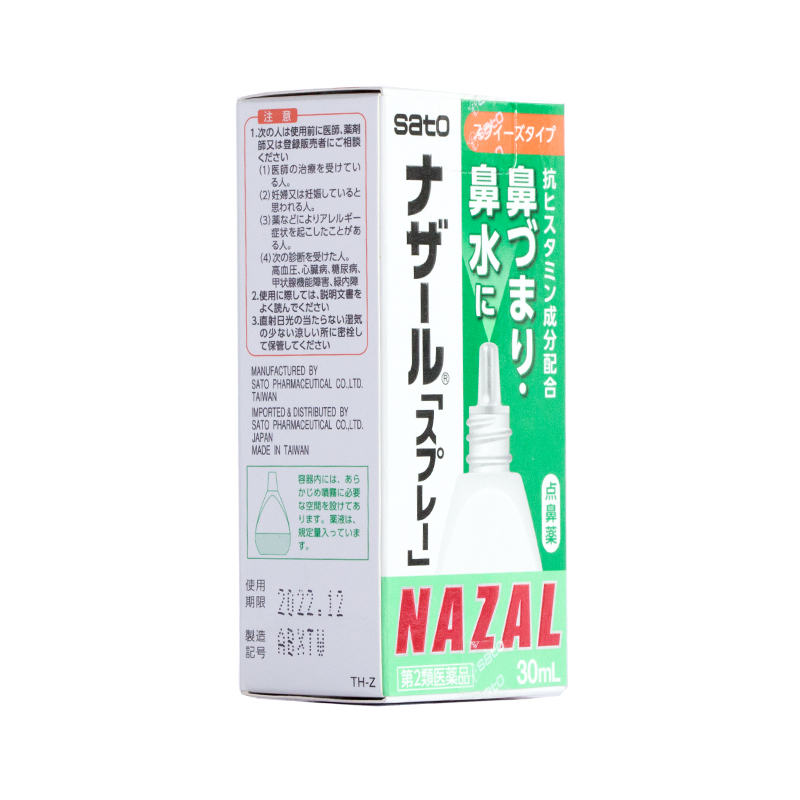 注意
1.次の人は使用前に医師、薬剤
師又は登録販売者にご相談
ください
(1)医師の治療を受けてい
る人。
(2)妊婦又は妊娠していると
思われる人。
(3)薬などによりアレルギー
症状を起こしたことがあ
る人。
(4)次の診断を受けた人。
高血圧、心臓病、糖尿病、
甲状腺機能障害、緑内障
2.使用に際しては、説明文書を
よく読んでください
3.直射日光の当たらない湿気
の少ない涼しい所に密栓し
て保管してください
MANUFACTURED BY
SATO PHARMACEUTICAL CO.,LTD.
TAIWAN
IMPORTED & DISTRIBUTED BY
SATO PHARMACEUTICAL CO.,LTD.
JAPAN
MADE IN TAIWAN
容器内には、あら
かじめ噴霧に必要
な空間を設けてあ
ります。薬液は、
規定量入っていま
す。
使用
期限
2022.12
製造
記号
ABXTW
TH-Z
sato
ナザール®「スプレー」
スクイーズタイプ
抗ヒスタミン成分配合
鼻づまり・
鼻水に
点鼻薬
NAZAL
第2類医薬品
30mL
sato
sato
sato